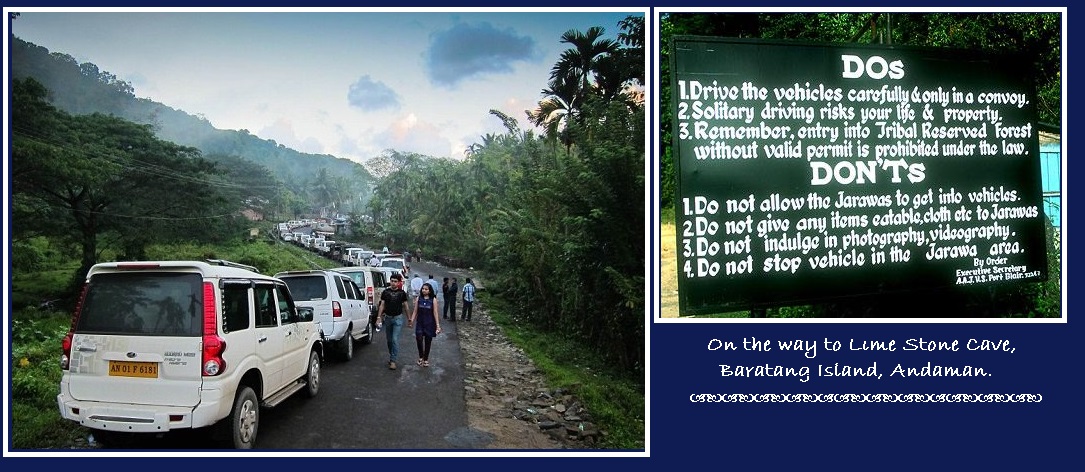 AN 01 F 6181
DOs
1. Drive the vehicles carefully & only in a convoy.
2. Solitary driving risks your life & property.
3. Remember, entry into Tribal Reserved Forest
without valid permit is prohibited under the law.
DON'Ts
1. Do not allow the Jarawas to get into vehicles.
2. Do not give any items eatable, cloth etc to Jarawas
3. Do not indulge in photography, videography.
4. Do not stop vehicle in the Jarawa area.
By Order
Executive Secretary
A.A.J.V.S. Port Blair.
On the way to Lime Stone Cave,
Baratang Island, Andaman.